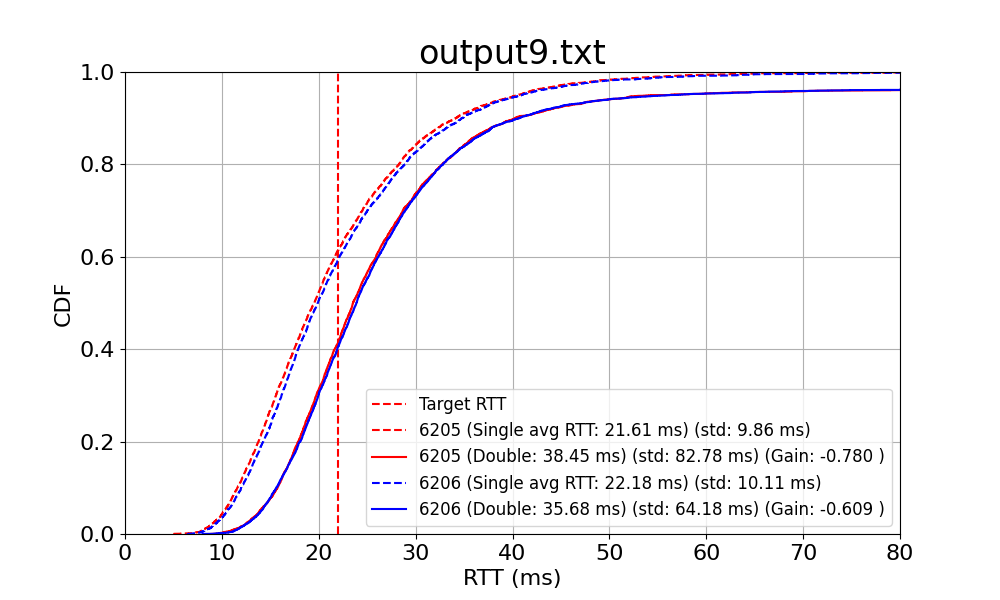 output9.txt
1.0
0.8
0.6
0.4
0.2
0.0
CDF
Target RTT
6205 (Single avg RTT: 21.61 ms) (std: 9.86 ms)
6205 (Double: 38.45 ms) (std: 82.78 ms) (Gain: -0.780 )
6206 (Single avg RTT: 22.18 ms) (std: 10.11 ms)
6206 (Double: 35.68 ms) (std: 64.18 ms) (Gain: -0.609 )
0 10 20 30 40 50 60 70 80
RTT (ms)